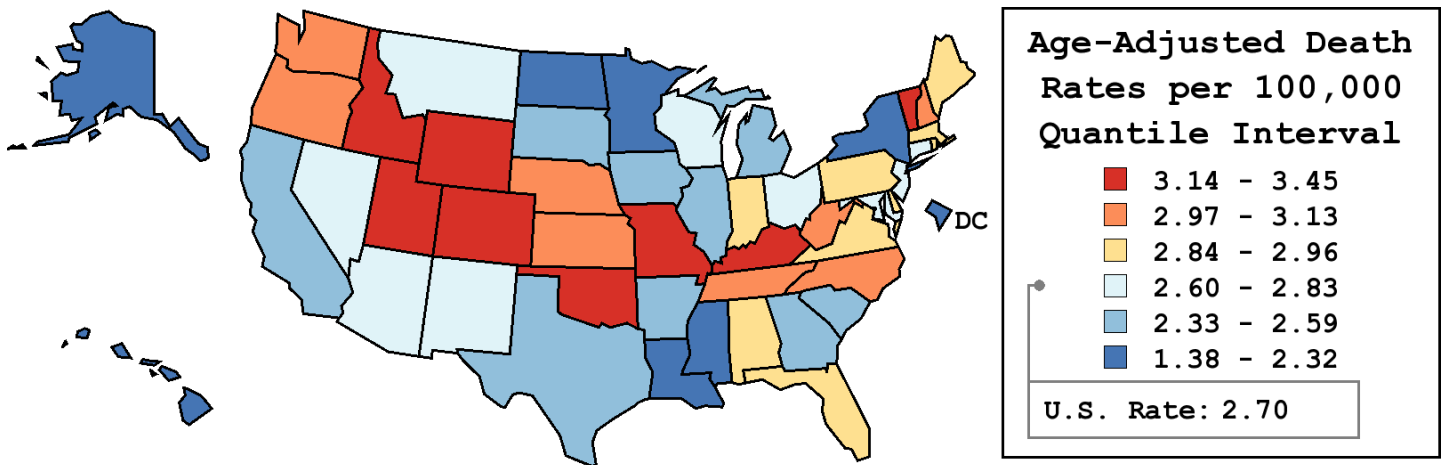 Age-Adjusted Death
Rates per 100,000
Quantile Interval
3.14 - 3.45
2.97 - 3.13
2.84 - 2.96
2.60 - 2.83
2.33 - 2.59
1.38 - 2.32
U.S. Rate: 2.70
DC